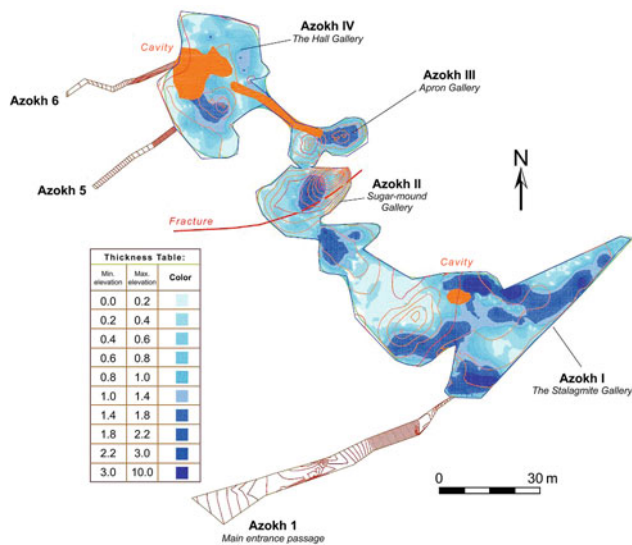 Azokh IV
The Hall Gallery
Cavity
Azokh III
Apron Gallery
Azokh 6
Azokh 5
N
Azokh II
Sugar-mound
Gallery
Fracture
Cavity
Thickness Table:
Min. elevation Max. elevation Color
0.0 0.2
0.2 0.4
0.4 0.6
0.6 0.8
0.8 1.0
1.0 1.4
1.4 1.8
1.8 2.2
2.2 3.0
3.0 10.0
Azokh I
The Stalagmite Gallery
0 30 m
Azokh 1
Main entrance passage